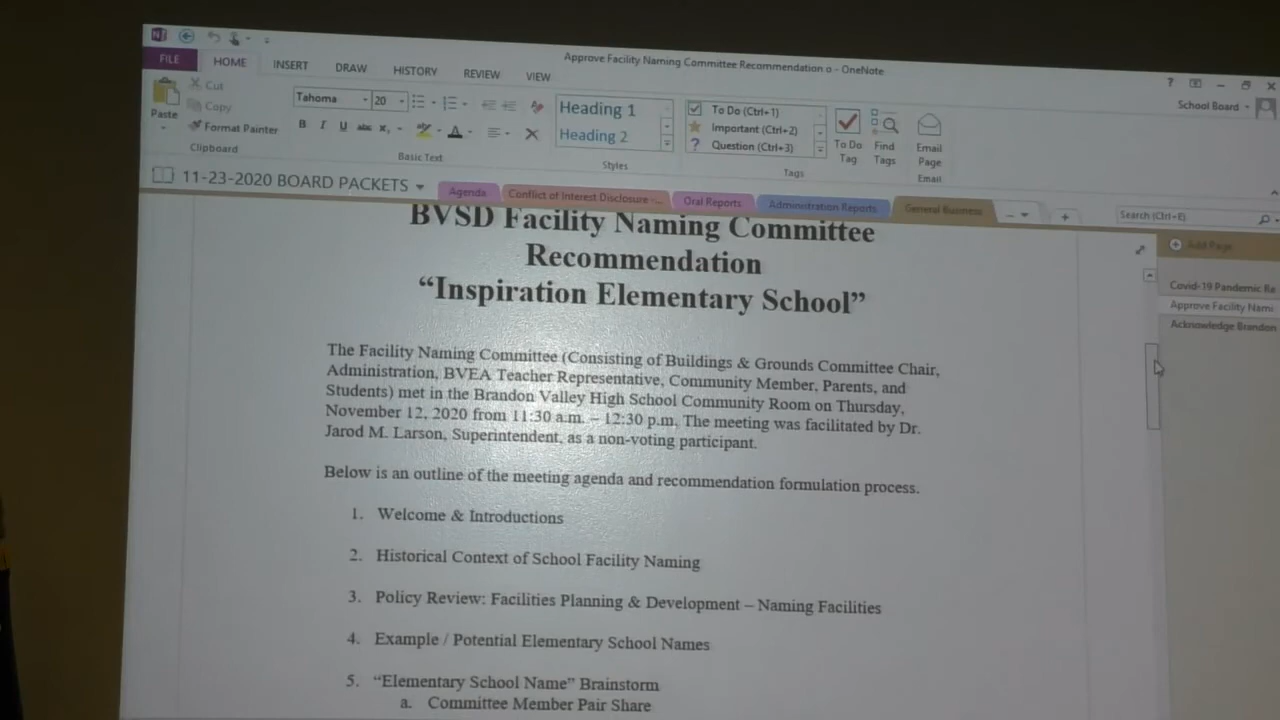 Approve Facility Naming Committee Recommendation o - OneNote
FILE HOME INSERT DRAW HISTORY REVIEW VIEW
School Board
Paste
Cut
Copy
Format Painter
Clipboard
Tahoma 20
B I U abc x, A
Basic Text
Heading 1
Heading 2
Styles
To Do (Ctrl+1)
Important (Ctrl+2)
? Question (Ctrl+3)
Tags
To Do Tag
Find Tags
Email Page
Email
11-23-2020 BOARD PACKETS
Agenda Conflict of Interest Disclosure -... Oral Reports Administration Reports General Business ... +
Search (Ctrl+E)
Add Page
Covid-19 Pandemic Re
Approve Facility Nami
Acknowledge Brandon
BVSD Facility Naming Committee
Recommendation
“Inspiration Elementary School”
The Facility Naming Committee (Consisting of Buildings & Grounds Committee Chair,
Administration, BVEA Teacher Representative, Community Member, Parents, and
Students) met in the Brandon Valley High School Community Room on Thursday,
November 12, 2020 from 11:30 a.m. – 12:30 p.m. The meeting was facilitated by Dr.
Jarod M. Larson, Superintendent, as a non-voting participant.
Below is an outline of the meeting agenda and recommendation formulation process.
1. Welcome & Introductions
2. Historical Context of School Facility Naming
3. Policy Review: Facilities Planning & Development – Naming Facilities
4. Example / Potential Elementary School Names
5. “Elementary School Name” Brainstorm
a. Committee Member Pair Share